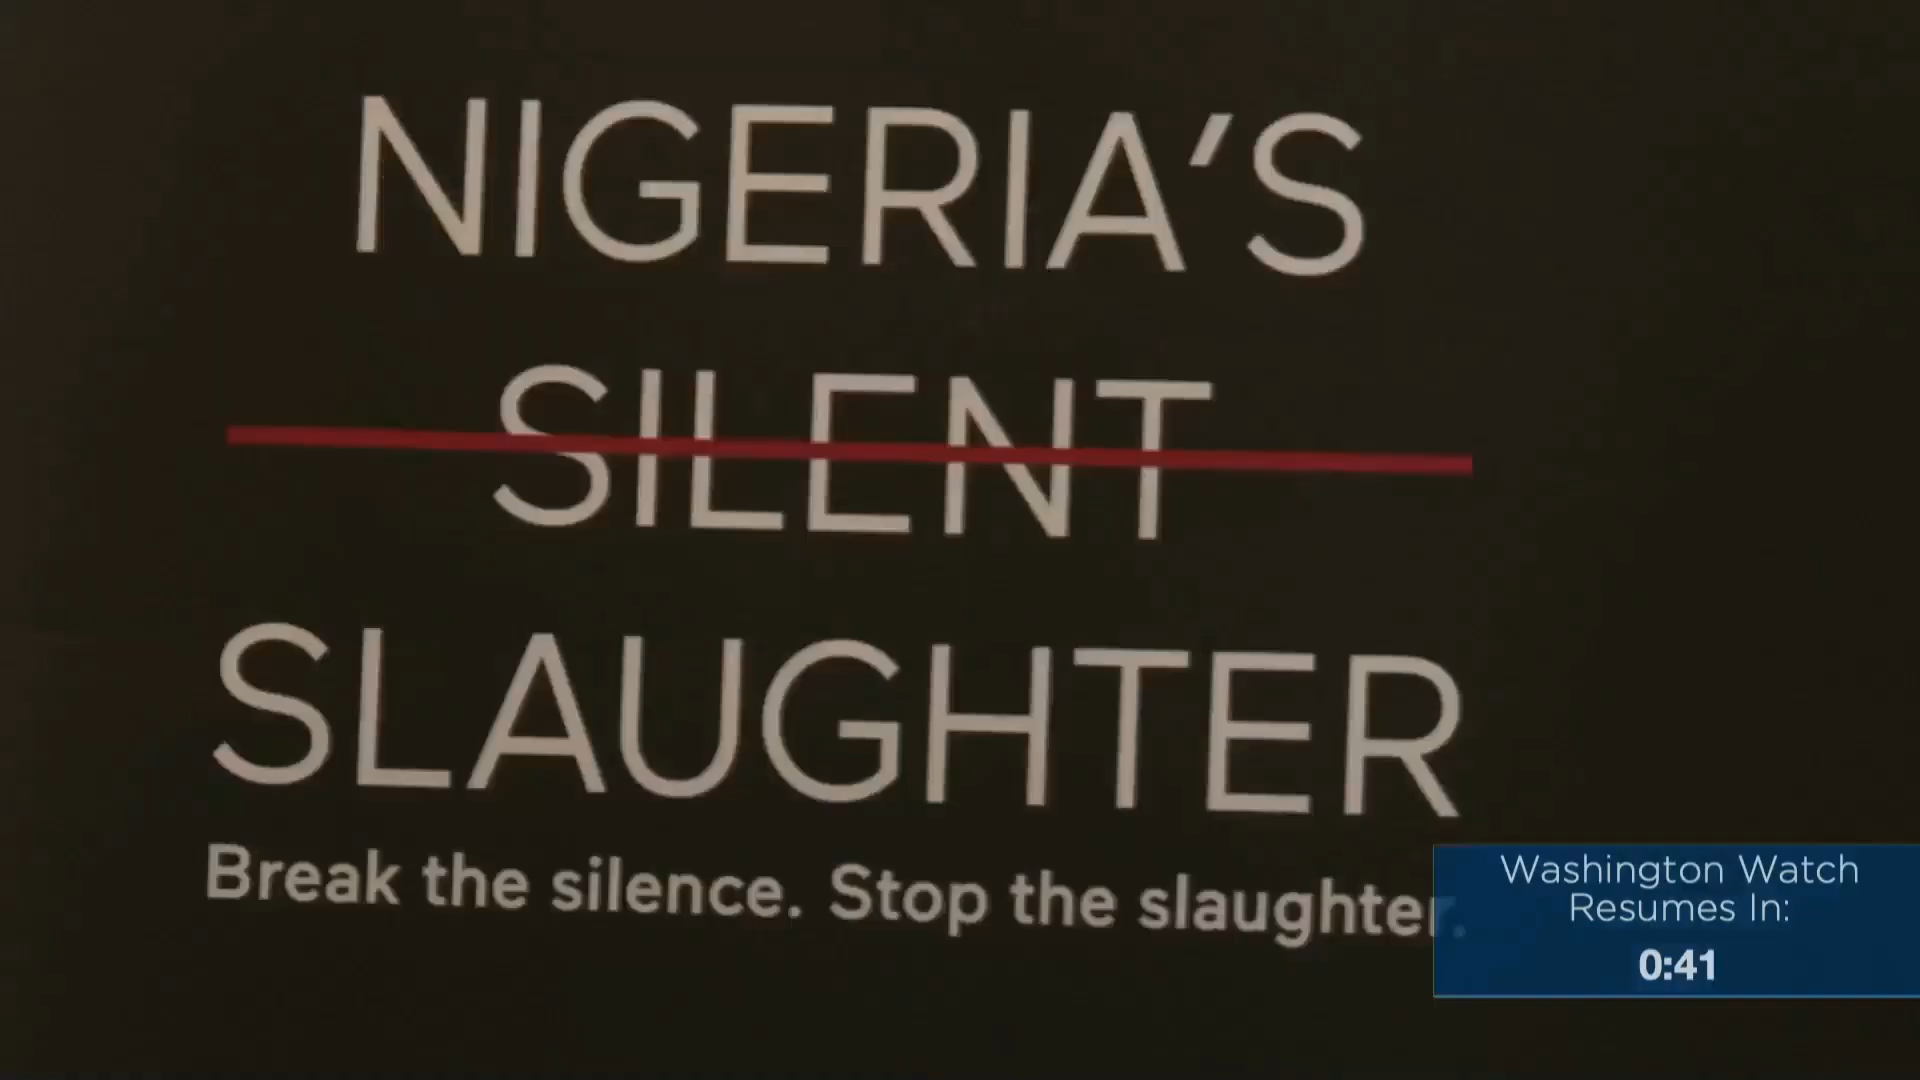 NIGERIA'S
SILENT
SLAUGHTER
Break the silence. Stop the slaughter.
Washington Watch
Resumes In:
0:41